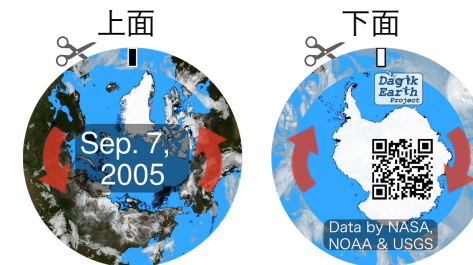 上面
下面
Sep. 7,
2005
Dagik
Earth
Project
Data by NASA,
NOAA & USGS